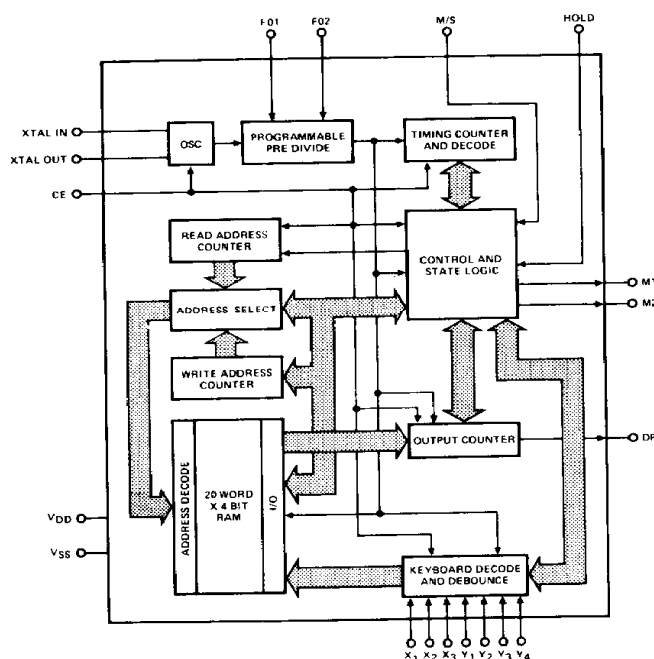 F01
F02
M/S
HOLD
XTAL IN
XTAL OUT
CE
OSC
PROGRAMMABLE
PRE DIVIDE
TIMING COUNTER
AND DECODE
READ ADDRESS
COUNTER
CONTROL AND
STATE LOGIC
M1
ADDRESS SELECT
M2
WRITE ADDRESS
COUNTER
OUTPUT COUNTER
DP
ADDRESS DECODE
20 WORD
X 4 BIT
RAM
I/O
VDD
VSS
KEYBOARD DECODE
AND DEBOUNCE
X1 X2 X3 Y1 Y2 Y3 Y4